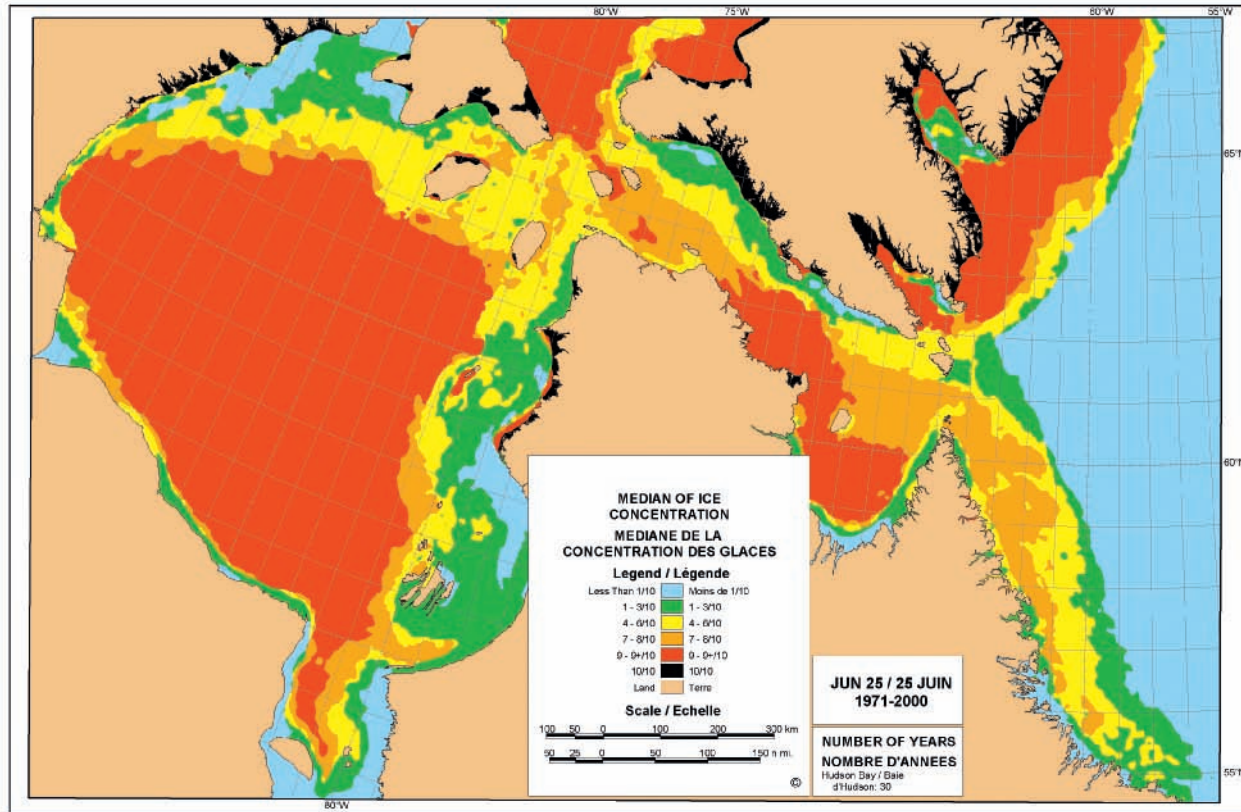 80°W
75°W
60°W
55°W
65°N
60°N
55°N
80°W
MEDIAN OF ICE
CONCENTRATION
MEDIANE DE LA
CONCENTRATION DES GLACES
Legend / Légende
Less Than 1/10 Moins de 1/10
1 - 3/10 1 - 3/10
4 - 6/10 4 - 6/10
7 - 8/10 7 - 8/10
9 - 9+/10 9 - 9+/10
10/10 10/10
Land Terre
Scale / Echelle
100 50 0 100 200 300 km
50 25 0 50 100 150 n mi.
©
JUN 25 / 25 JUIN
1971-2000
NUMBER OF YEARS
NOMBRE D'ANNEES
Hudson Bay / Baie
d'Hudson: 30